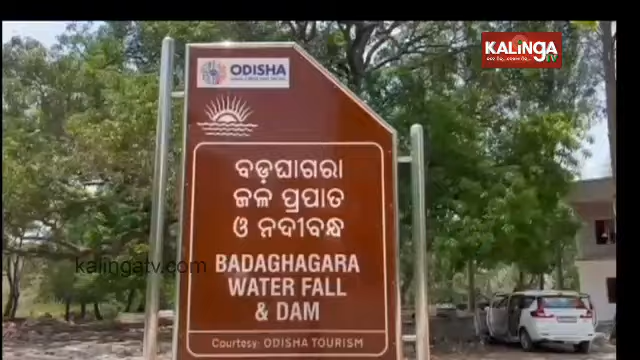 KALINGA
TV
ODISHA
ବଡ଼ଘାଗରା
ଜଳ ପ୍ରପାତ
ଓ ନଦୀବନ୍ଧ
kalingatv.com
BADAGHAGARA
WATER FALL
& DAM
Courtesy: ODISHA TOURISM